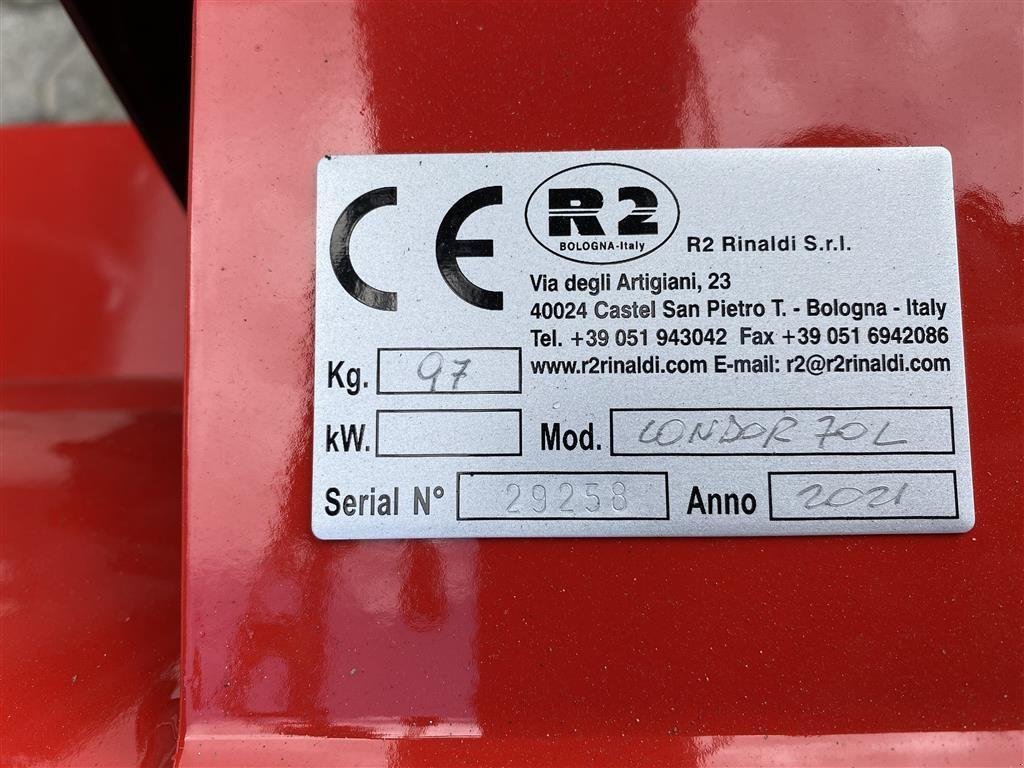 CE
R2
BOLOGNA-Italy
R2 Rinaldi S.r.l.
Via degli Artigiani, 23
40024 Castel San Pietro T. - Bologna - Italy
Tel. +39 051 943042 Fax +39 051 6942086
www.r2rinaldi.com E-mail: r2@r2rinaldi.com
Kg. 97
kW.
Mod. CONDOR 70L
Serial N° 29258 Anno 2021